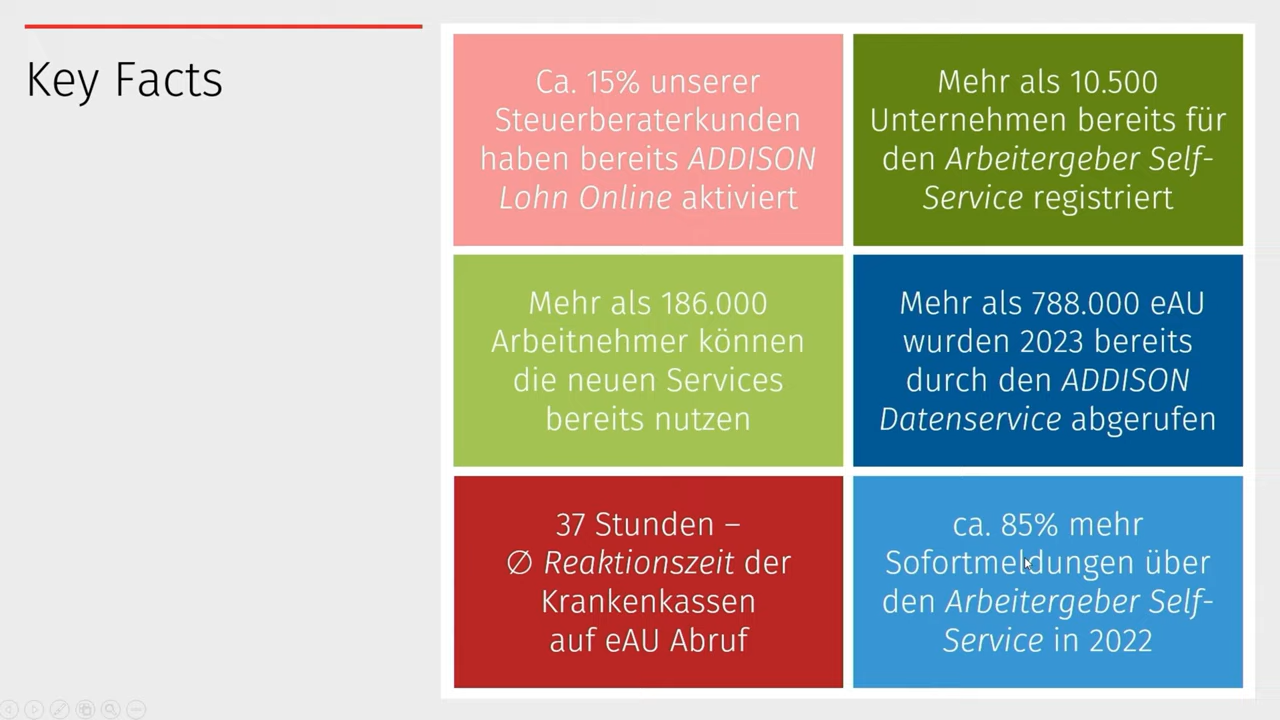 Key Facts
Ca. 15% unserer
Steuerberaterkunden
haben bereits ADDISON
Lohn Online aktiviert
Mehr als 10.500
Unternehmen bereits für
den Arbeitergeber Self-
Service registriert
Mehr als 186.000
Arbeitnehmer können
die neuen Services
bereits nutzen
Mehr als 788.000 eAU
wurden 2023 bereits
durch den ADDISON
Datenservice abgerufen
37 Stunden –
∅ Reaktionszeit der
Krankenkassen
auf eAU Abruf
ca. 85% mehr
Sofortmeldungen über
den Arbeitergeber Self-
Service in 2022